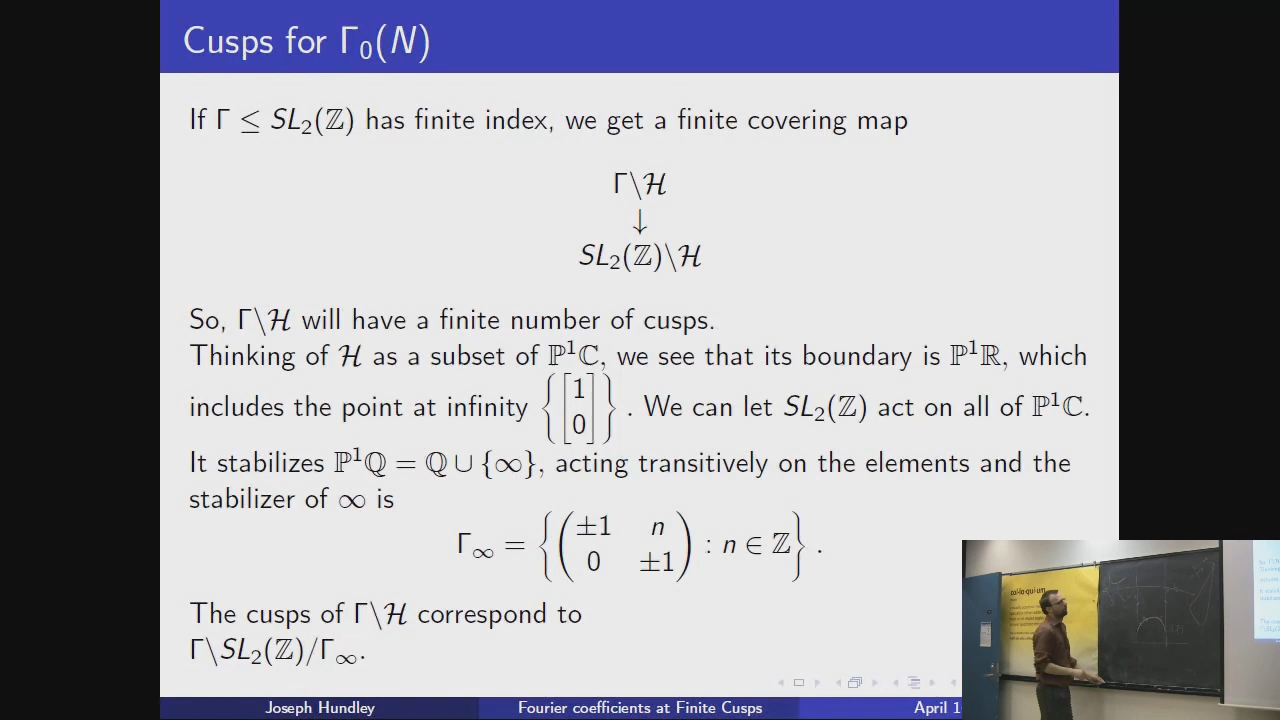 Cusps for Γ₀(N)
If Γ ≤ SL₂(ℤ) has finite index, we get a finite covering map
Γ\ℋ
↓
SL₂(ℤ)\ℋ
So, Γ\ℋ will have a finite number of cusps.
Thinking of ℋ as a subset of ℙ¹ℂ, we see that its boundary is ℙ¹ℝ, which
includes the point at infinity {[1 0]}. We can let SL₂(ℤ) act on all of ℙ¹ℂ.
It stabilizes ℙ¹ℚ = ℚ ∪ {∞}, acting transitively on the elements and the
stabilizer of ∞ is
Γ∞ = {(±1 n 0 ±1) : n ∈ ℤ}.
The cusps of Γ\ℋ correspond to
Γ\SL₂(ℤ)/Γ∞.
Joseph Hundley Fourier coefficients at Finite Cusps April 1
col·lo·qui·um